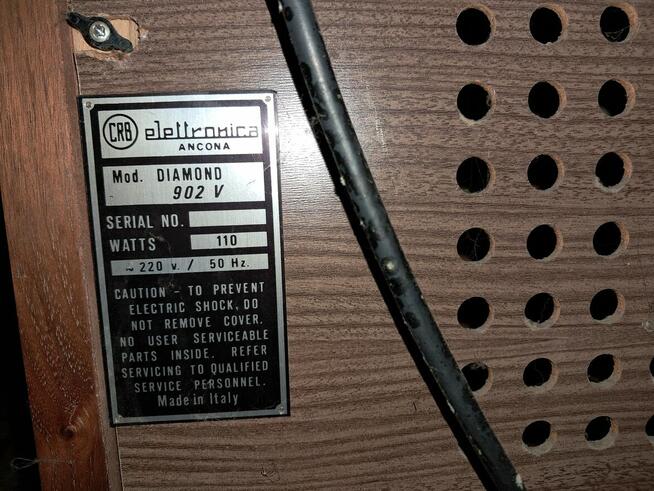 CRB elettronica
ANCONA
Mod. DIAMOND
902 V
SERIAL NO.
WATTS 110
~ 220 v. / 50 Hz.
CAUTION - TO PREVENT
ELECTRIC SHOCK, DO
NOT REMOVE COVER.
NO USER SERVICEABLE
PARTS INSIDE. REFER
SERVICING TO QUALIFIED
SERVICE PERSONNEL.
Made in Italy